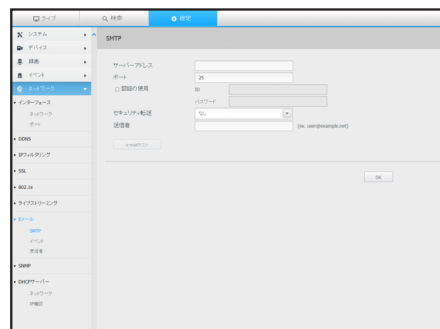 ライブ
検索
設定
システム
デバイス
録画
イベント
ネットワーク
インターフェース
ネットワーク
ポート
DDNS
IPフィルタリング
SSL
802.1x
ライブストリーミング
Eメール
SMTP
イベント
受信者
SNMP
DHCPサーバー
ネットワーク
IP確認
SMTP
サーバーアドレス
ポート
25
認証の使用
ID
パスワード
セキュリティ転送
なし
送信者
(ex. user@example.net)
e-mailテスト
OK